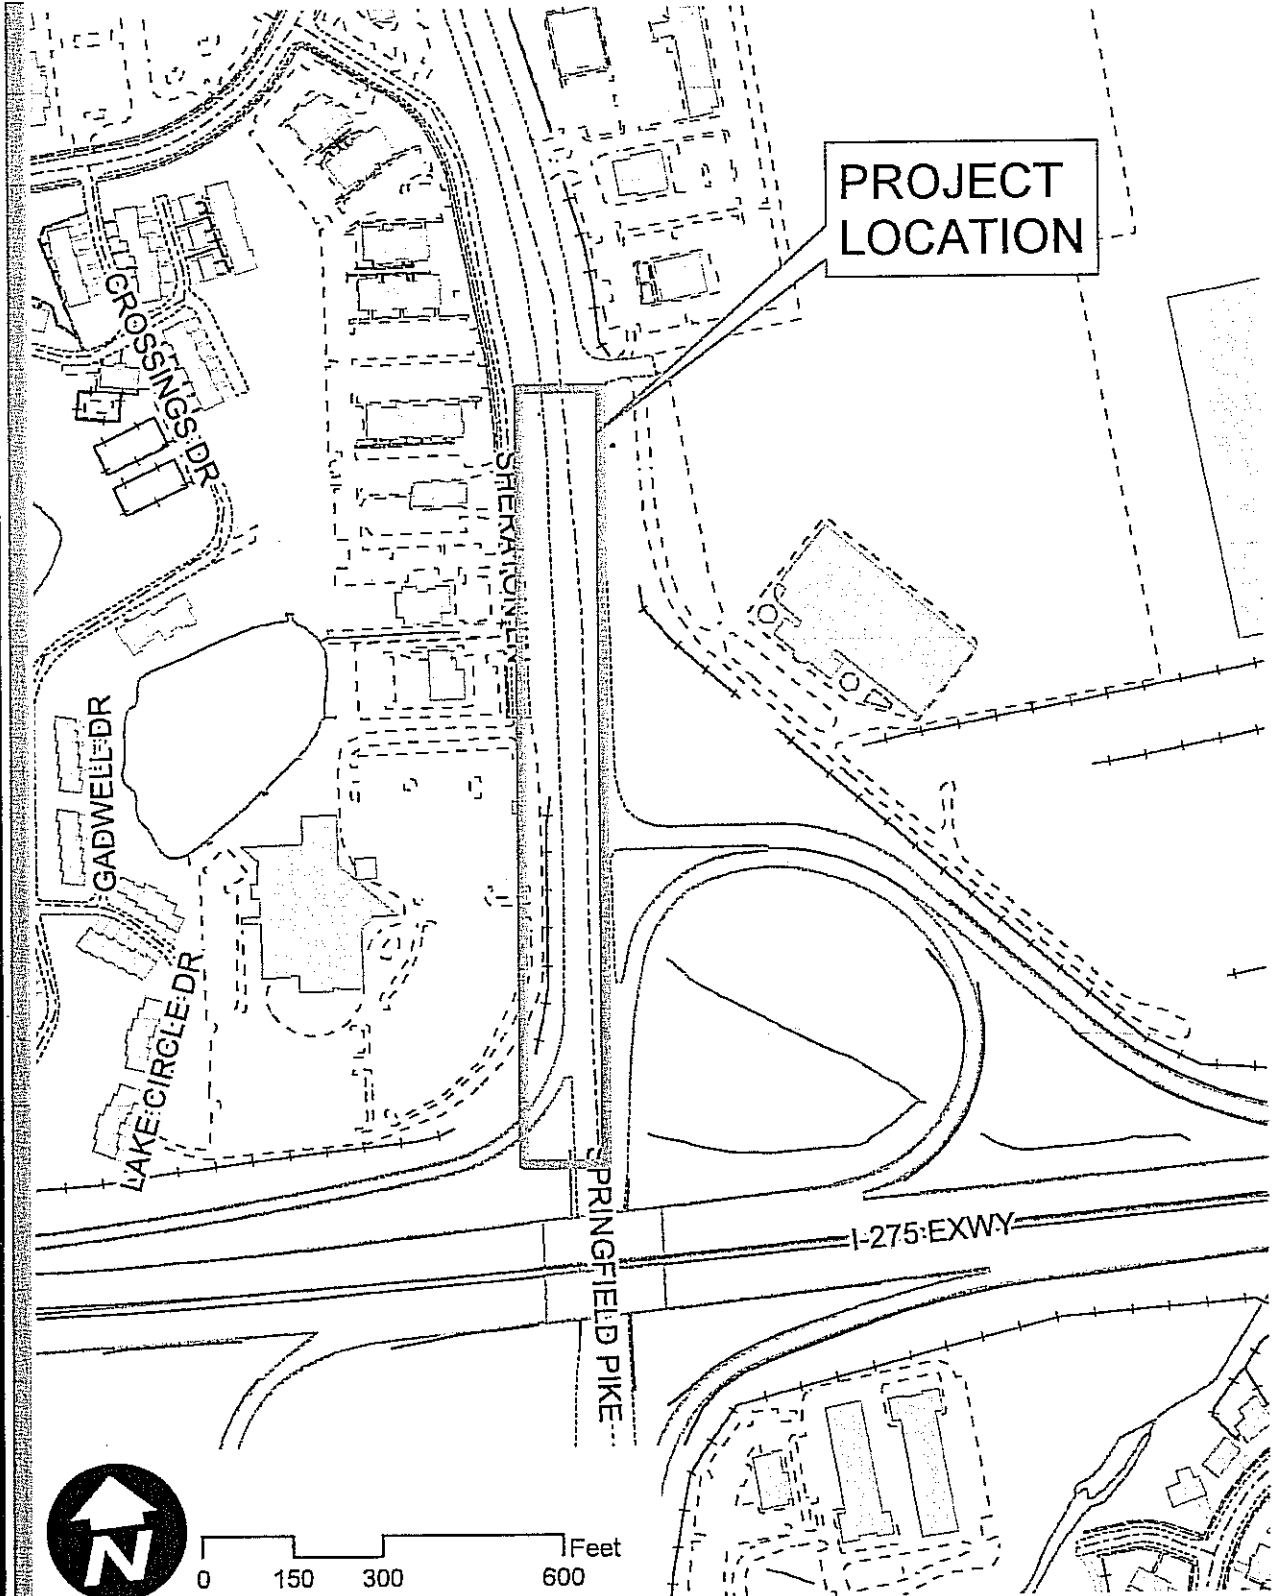 PROJECT
LOCATION
CROSSINGS DR
SHERATON LN
GADWELL DR
LAKE CIRCLE DR
SPRINGFIELD PIKE
I-275 EXWY
N
Feet
0 150 300 600